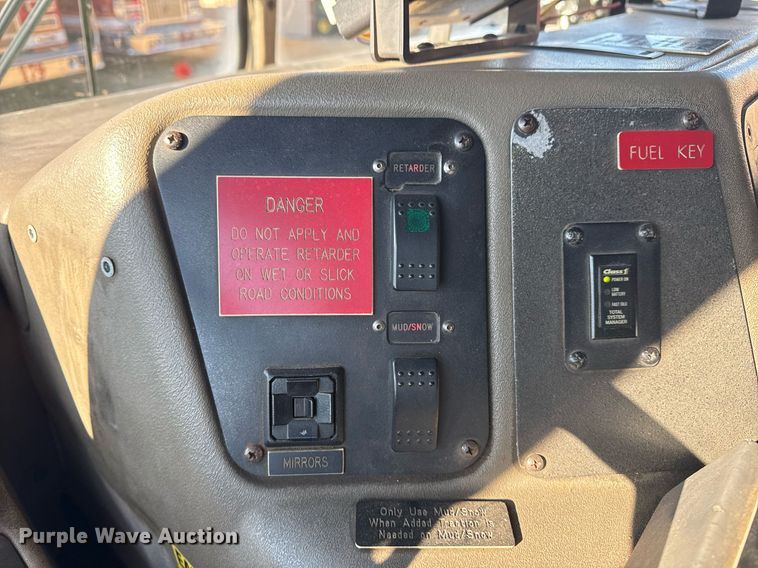 DANGER
DO NOT APPLY AND
OPERATE RETARDER
ON WET OR SLICK
ROAD CONDITIONS
RETARDER
MUD/SNOW
MIRRORS
FUEL KEY
Class 1
POWER ON
LOW
BATTERY
FAST IDLE
TOTAL
SYSTEM
MANAGER
Only Use Mud/Snow
When Added Traction is
Needed on Mud/Snow
Purple Wave Auction